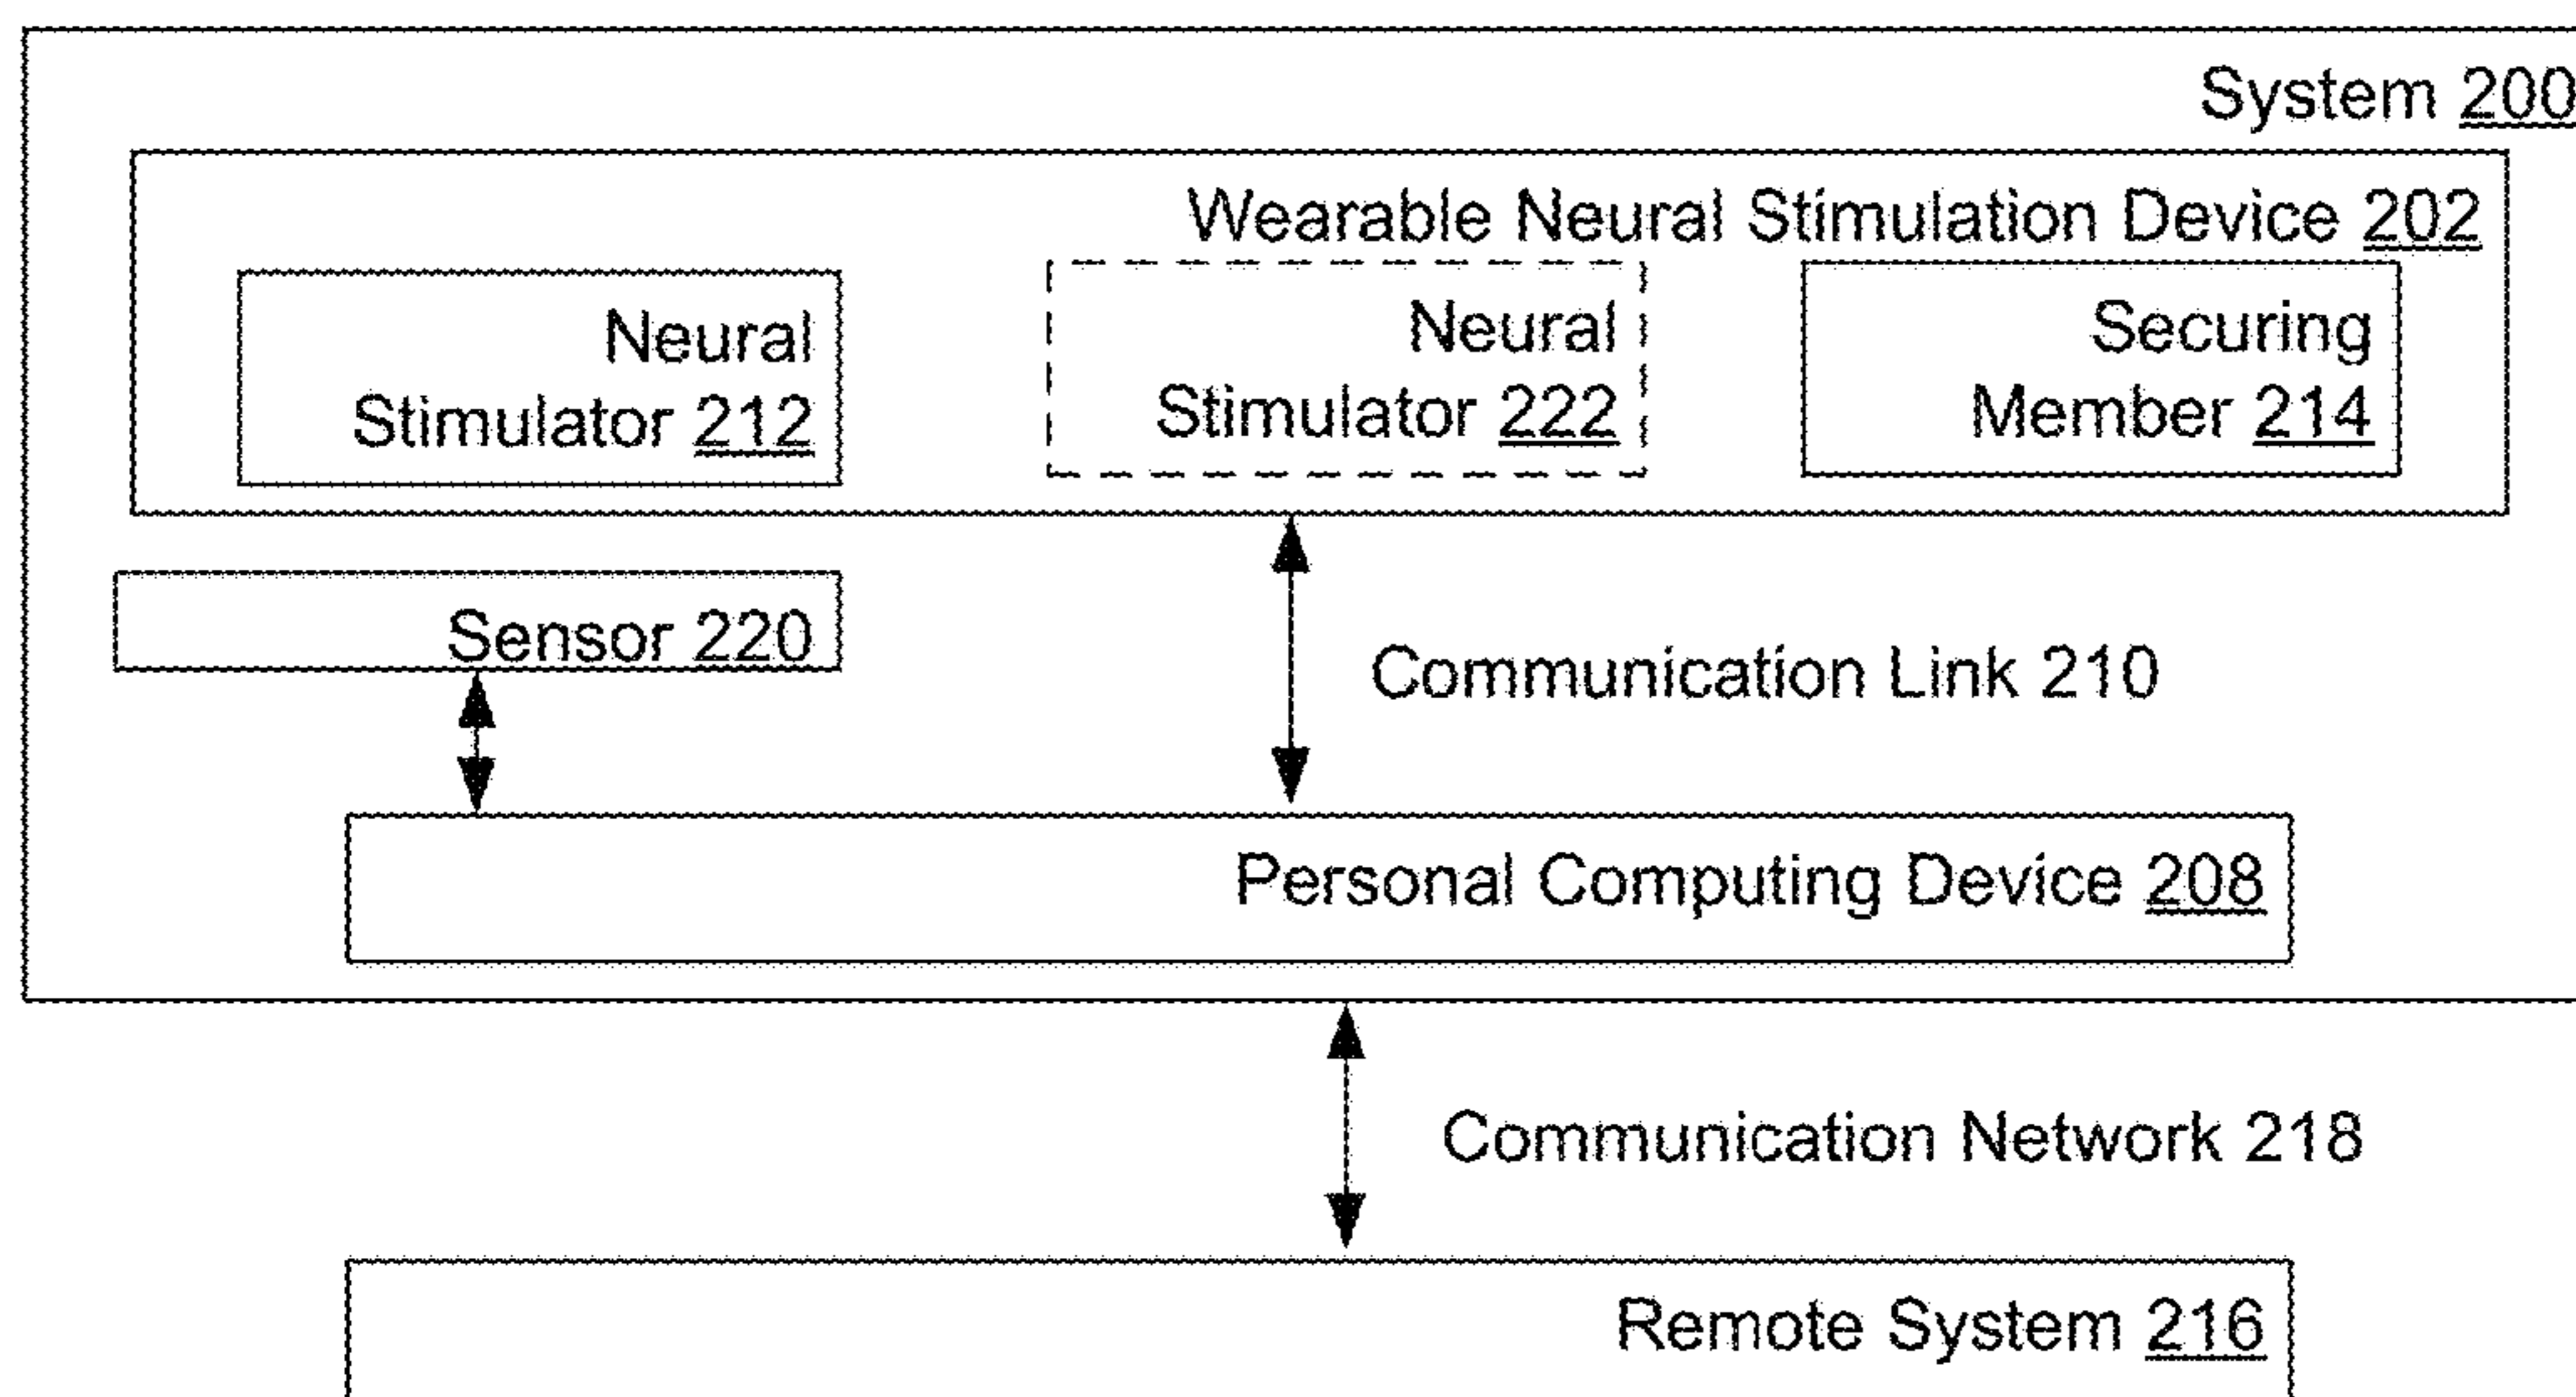 System 200
Wearable Neural Stimulation Device 202
Neural
Stimulator 212
Neural
Stimulator 222
Securing
Member 214
Sensor 220
Communication Link 210
Personal Computing Device 208
Communication Network 218
Remote System 216